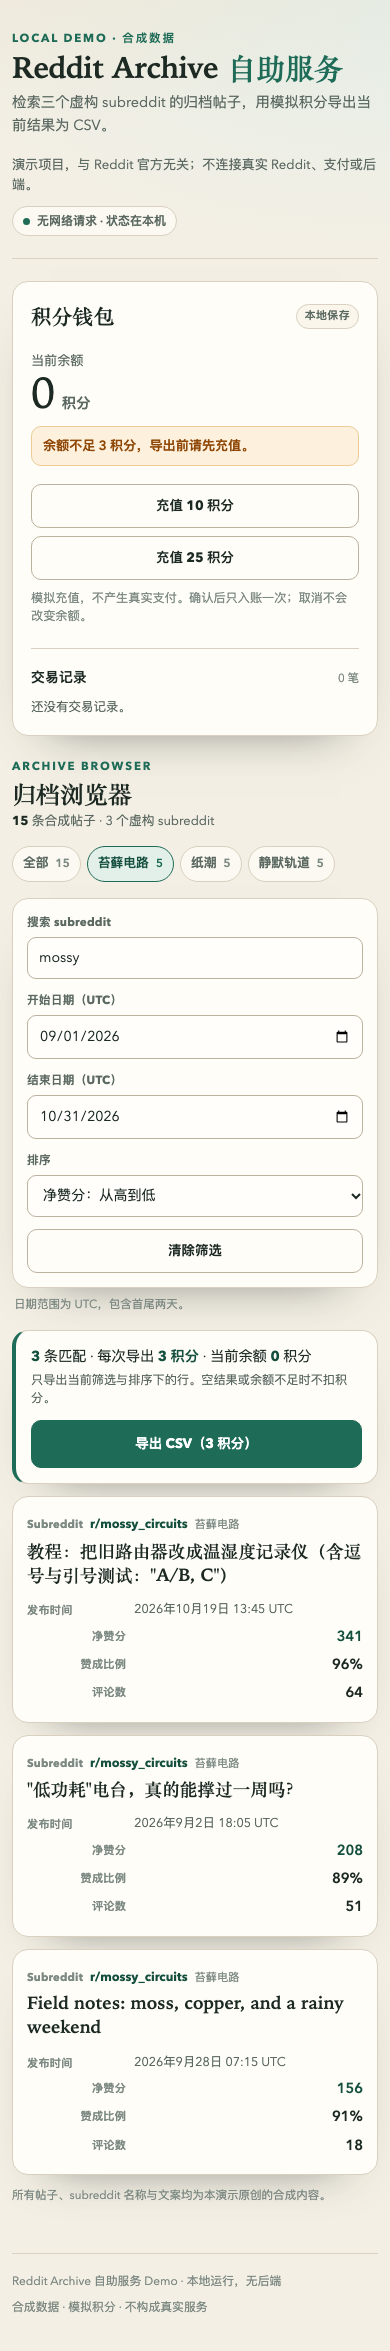 LOCAL DEMO · 合成数据
Reddit Archive 自助服务
检索三个虚构 subreddit 的归档帖子，用模拟积分导出当
前结果为 CSV。
演示项目，与 Reddit 官方无关；不连接真实 Reddit、支付或后
端。
无网络请求 · 状态在本机
积分钱包
本地保存
当前余额
0 积分
余额不足 3 积分，导出前请先充值。
充值 10 积分
充值 25 积分
模拟充值，不产生真实支付。确认后只入账一次；取消不会
改变余额。
交易记录
0 笔
还没有交易记录。
ARCHIVE BROWSER
归档浏览器
15 条合成帖子 · 3 个虚构 subreddit
全部 15
苔藓电路 5
纸潮 5
静默轨道 5
搜索 subreddit
mossy
开始日期（UTC）
09/01/2026
结束日期（UTC）
10/31/2026
排序
净赞分：从高到低
清除筛选
日期范围为 UTC，包含首尾两天。
3 条匹配 · 每次导出 3 积分 · 当前余额 0 积分
只导出当前筛选与排序下的行。空结果或余额不足时不扣积
分。
导出 CSV（3 积分）
Subreddit r/mossy_circuits 苔藓电路
教程：把旧路由器改成温湿度记录仪（含逗
号与引号测试："A/B, C"）
发布时间 2026年10月19日 13:45 UTC
净赞分 341
赞成比例 96%
评论数 64
Subreddit r/mossy_circuits 苔藓电路
"低功耗"电台，真的能撑过一周吗？
发布时间 2026年9月2日 18:05 UTC
净赞分 208
赞成比例 89%
评论数 51
Subreddit r/mossy_circuits 苔藓电路
Field notes: moss, copper, and a rainy
weekend
发布时间 2026年9月28日 07:15 UTC
净赞分 156
赞成比例 91%
评论数 18
所有帖子、subreddit 名称与文案均为本演示原创的合成内容。
Reddit Archive 自助服务 Demo · 本地运行，无后端
合成数据 · 模拟积分 · 不构成真实服务